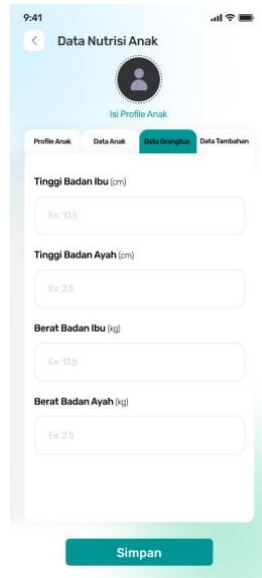 9:41
Data Nutrisi Anak
Isi Profile Anak
Profile Anak Data Anak Data Orangtua Data Tambahan
Tinggi Badan Ibu (cm)
Ex: 10.5
Tinggi Badan Ayah (cm)
Ex: 2.5
Berat Badan Ibu (kg)
Ex: 13.5
Berat Badan Ayah (kg)
Ex: 2.5
Simpan